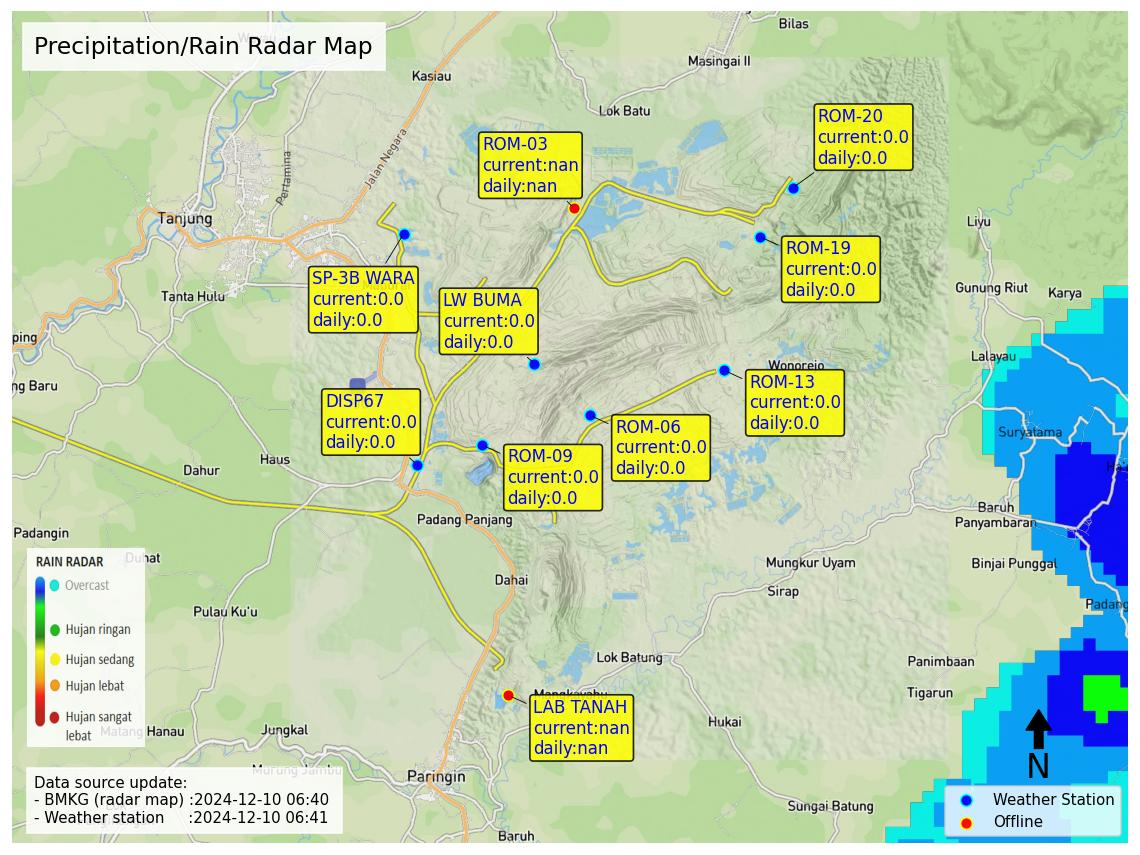 Precipitation/Rain Radar Map
Bilas
Masingai II
Kasiau
Lok Batu
ROM-20
current:0.0
daily:0.0
ROM-03
current:nan
daily:nan
Jalan Negara
Pertamina
Tanjung
Liyu
ROM-19
current:0.0
daily:0.0
SP-3B WARA
current:0.0
daily:0.0
LW BUMA
current:0.0
daily:0.0
Tanta Hulu
Gunung Riut
Karya
ping
Lalayau
Wonorejo
ng Baru
ROM-13
current:0.0
daily:0.0
DISP67
current:0.0
daily:0.0
ROM-06
current:0.0
daily:0.0
Suryatama
ROM-09
current:0.0
daily:0.0
Haus
Dahur
Baruh
Panyambaran
Padang Panjang
Padangin
Duhat
Mungkur Uyam
Binjai Punggal
Dahai
Sirap
Padang
Pulau Ku'u
RAIN RADAR
Overcast
Hujan ringan
Hujan sedang
Hujan lebat
Hujan sangat
lebat
Lok Batung
Panimbaan
Tigarun
Mangkayahu
LAB TANAH
current:nan
daily:nan
Hukai
Matang Hanau
Jungkal
Murung Jambu
Paringin
N
Sungai Batung
Baruh
Data source update:
- BMKG (radar map) :2024-12-10 06:40
- Weather station :2024-12-10 06:41
Weather Station
Offline